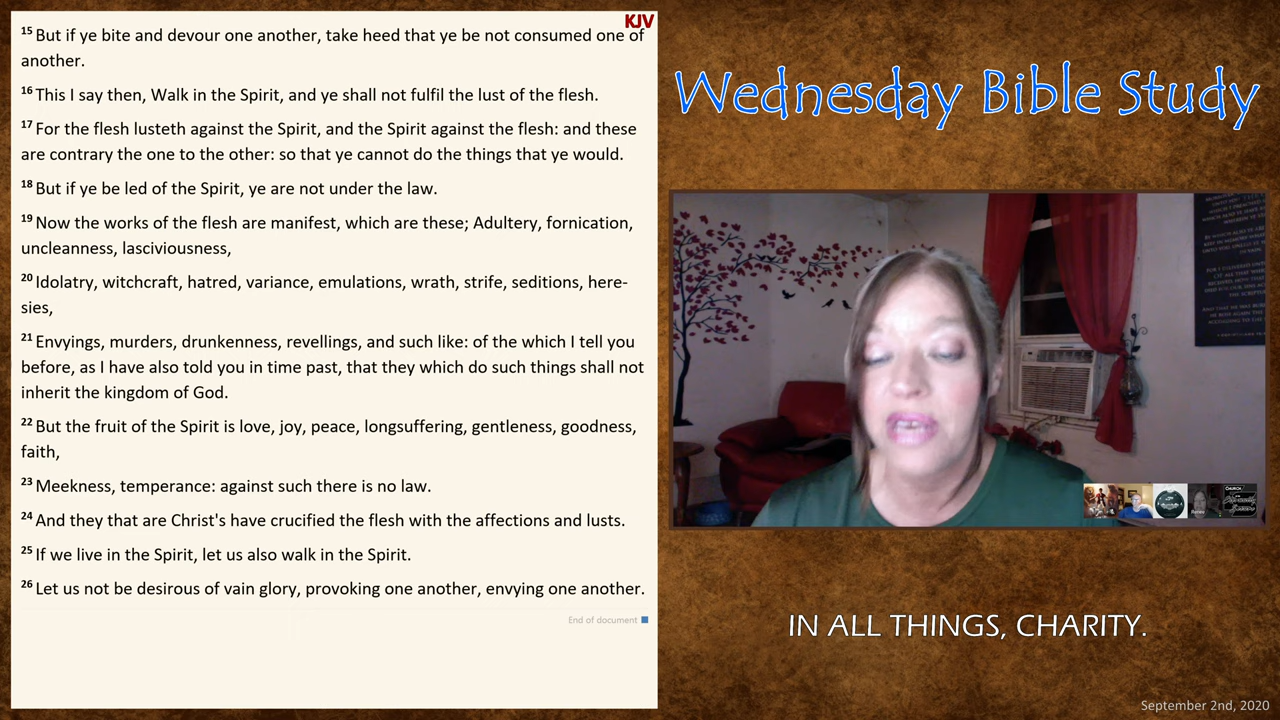 KJV
15 But if ye bite and devour one another, take heed that ye be not consumed one of
another.
16 This I say then, Walk in the Spirit, and ye shall not fulfil the lust of the flesh.
17 For the flesh lusteth against the Spirit, and the Spirit against the flesh: and these
are contrary the one to the other: so that ye cannot do the things that ye would.
18 But if ye be led of the Spirit, ye are not under the law.
19 Now the works of the flesh are manifest, which are these; Adultery, fornication,
uncleanness, lasciviousness,
20 Idolatry, witchcraft, hatred, variance, emulations, wrath, strife, seditions, here-
sies,
21 Envyings, murders, drunkenness, revellings, and such like: of the which I tell you
before, as I have also told you in time past, that they which do such things shall not
inherit the kingdom of God.
22 But the fruit of the Spirit is love, joy, peace, longsuffering, gentleness, goodness,
faith,
23 Meekness, temperance: against such there is no law.
24 And they that are Christ's have crucified the flesh with the affections and lusts.
25 If we live in the Spirit, let us also walk in the Spirit.
26 Let us not be desirous of vain glory, provoking one another, envying one another.
End of document
Wednesday Bible Study
CHURCH
IN ALL THINGS, CHARITY.
September 2nd, 2020